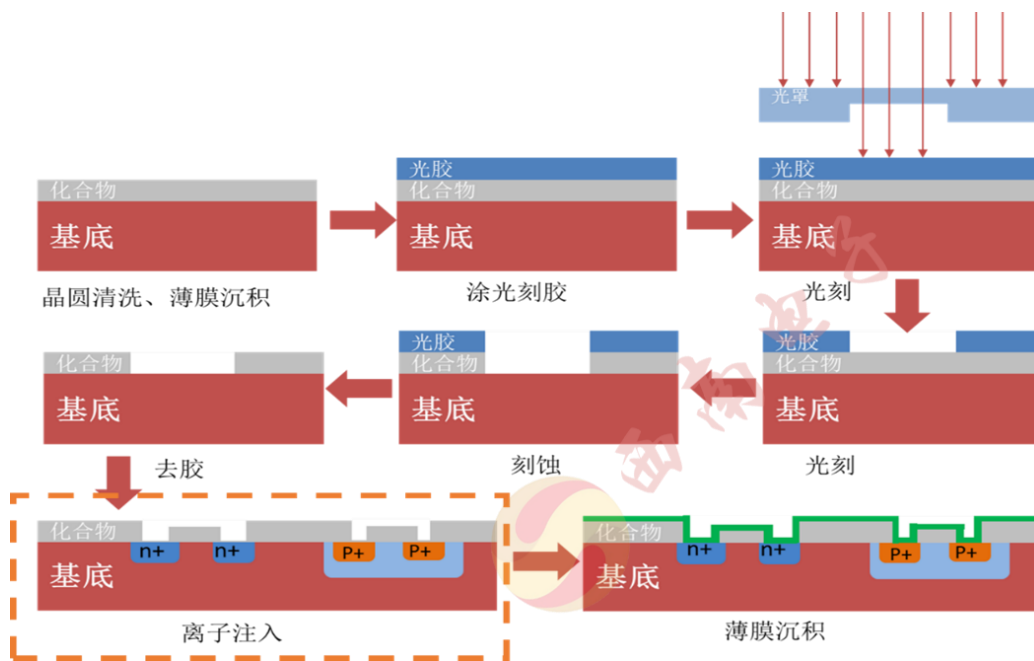 光罩
化合物
基底
晶圆清洗、薄膜沉积
光胶
化合物
基底
涂光刻胶
光胶
化合物
基底
光刻
化合物
基底
去胶
光胶
化合物
基底
刻蚀
光胶
化合物
基底
光刻
化合物
n+ n+ P+ P+
基底
离子注入
化合物
n+ n+ P+ P+
基底
薄膜沉积